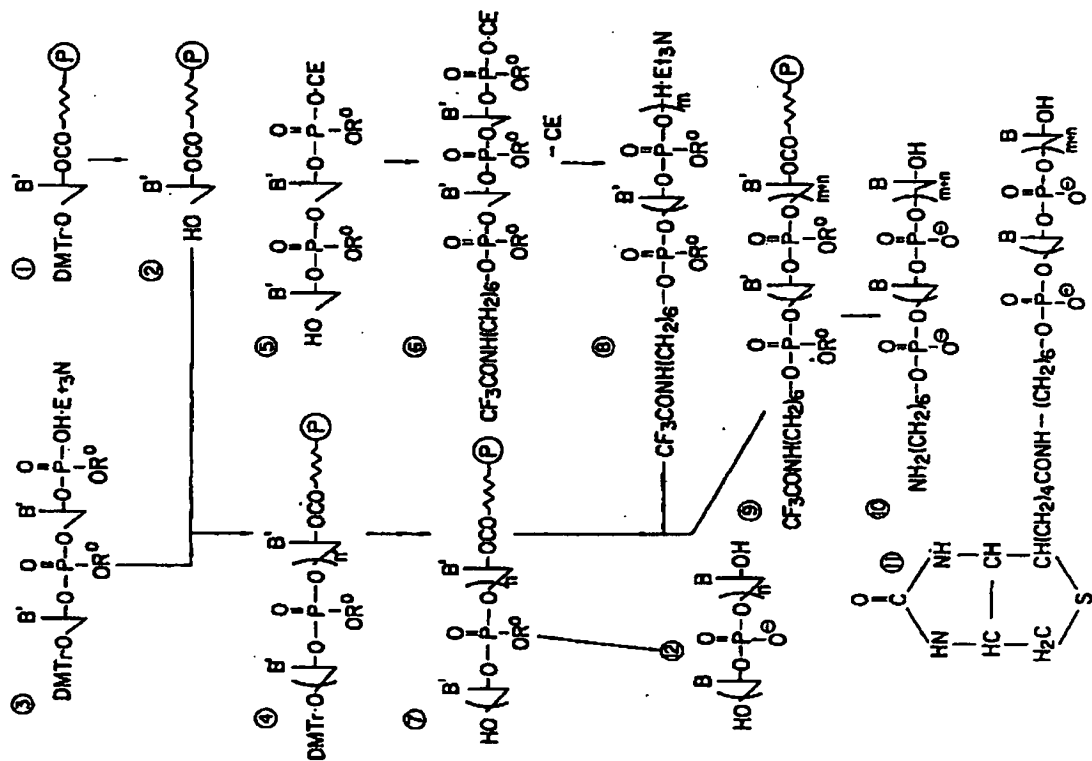 ① DMTrO B' OCO P
② HO B' OCO P
③ DMTrO B' O-P-O B' O-P-OH·Et3N
O O
OR⁰ OR⁰
④ DMTr·O B' O-P-O B' n OCO P
O
OR⁰
⑤ HO B' O-P-O B' O-P-O·CE
O O
OR⁰ OR⁰
⑥ CF3CONH(CH2)6-O-P-O B' O-P-O B' O-P-O·CE
O O O
OR⁰ OR⁰ OR⁰
-CE
⑦ HO B' O-P-O B' n OCO P
O
OR⁰
⑧ CF3CONH(CH2)6-O-P-O B' O-P-O m H·Et3N
O O
OR⁰ OR⁰
⑨ CF3CONH(CH2)6-O-P-O B' O-P-O B' m+n OCO P
O O
OR⁰ OR⁰
⑩ NH2(CH2)6-O-P-O B O-P-O B m+n OH
O O
O⊖ O⊖
⑫ HO B O-P-O B n OH
O
O⊖
⑪ O
C
HN NH
HC CH
H2C CH(CH2)4CONH-(CH2)6-O-P-O B O-P-O B m+n OH
S
O O
O⊖ O⊖